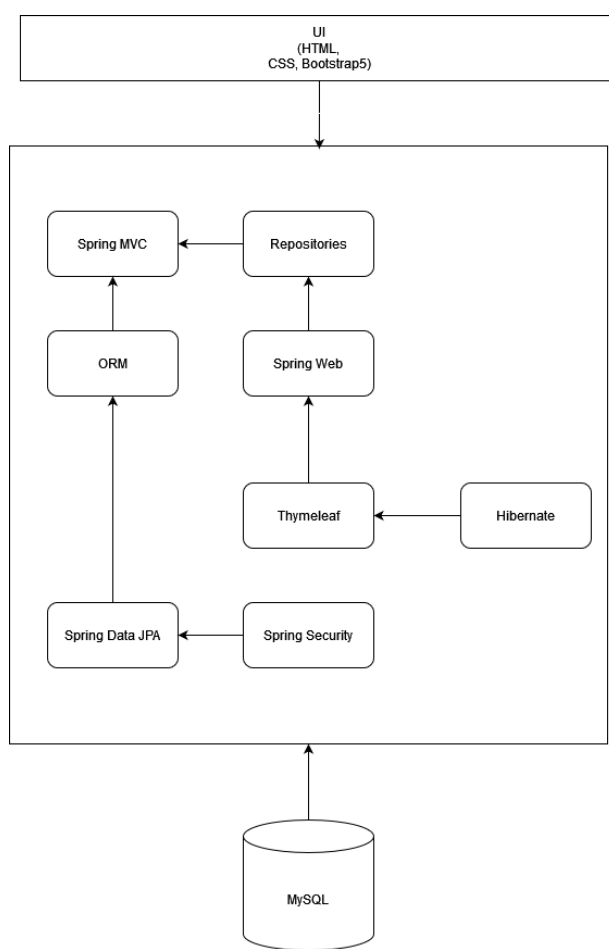 UI
(HTML,
CSS, Bootstrap5)
Spring MVC
Repositories
ORM
Spring Web
Thymeleaf
Hibernate
Spring Data JPA
Spring Security
MySQL